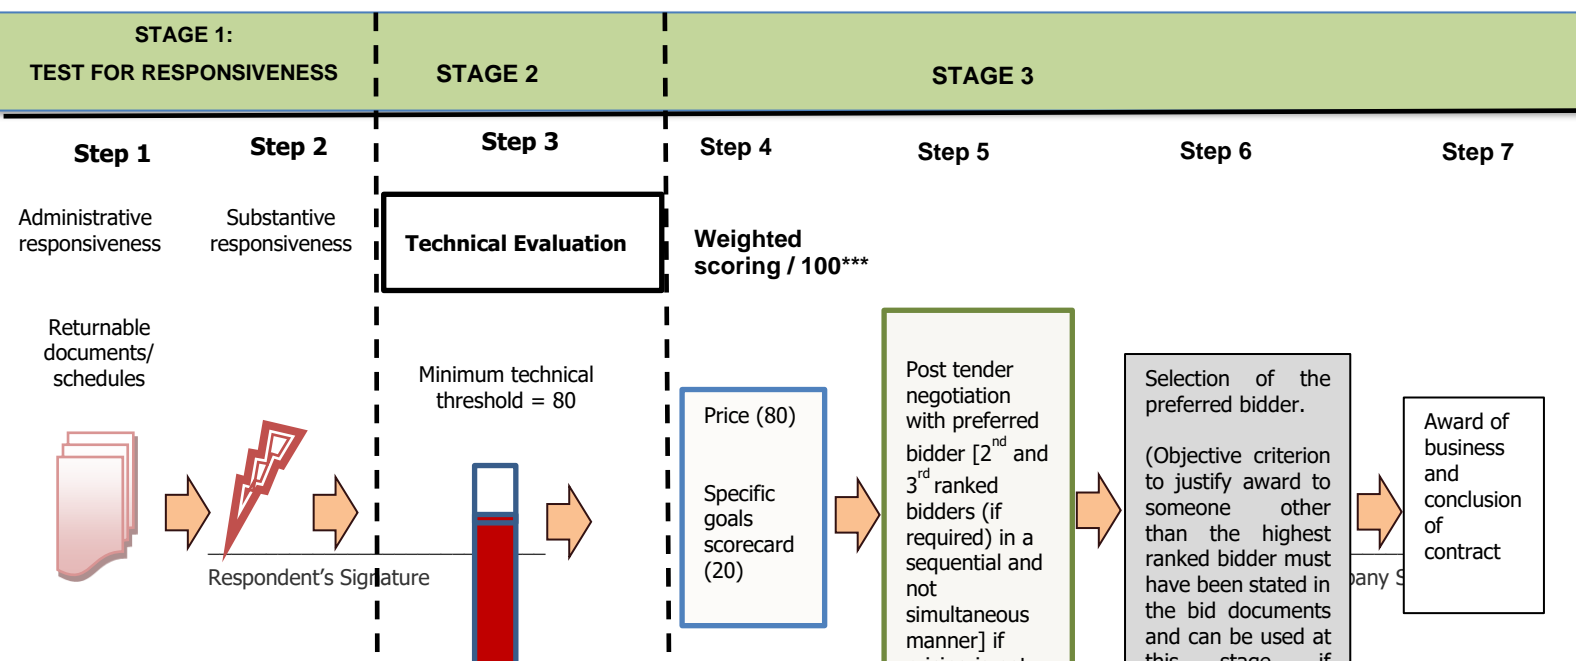 STAGE 1:
TEST FOR RESPONSIVENESS
STAGE 2
STAGE 3
Step 1
Step 2
Step 3
Step 4
Step 5
Step 6
Step 7
Administrative
responsiveness
Substantive
responsiveness
Technical Evaluation
Weighted
scoring / 100***
Returnable
documents/
schedules
Minimum technical
threshold = 80
Price (80)
Specific
goals
scorecard
(20)
Post tender
negotiation
with preferred
bidder [2nd and
3rd ranked
bidders (if
required) in a
sequential and
not
simultaneous
manner] if
Selection of the
preferred bidder.
(Objective criterion
to justify award to
someone other
than the highest
ranked bidder must
have been stated in
the bid documents
and can be used at
this stage if
Award of
business
and
conclusion
of
contract
Respondent's Signature
pany S